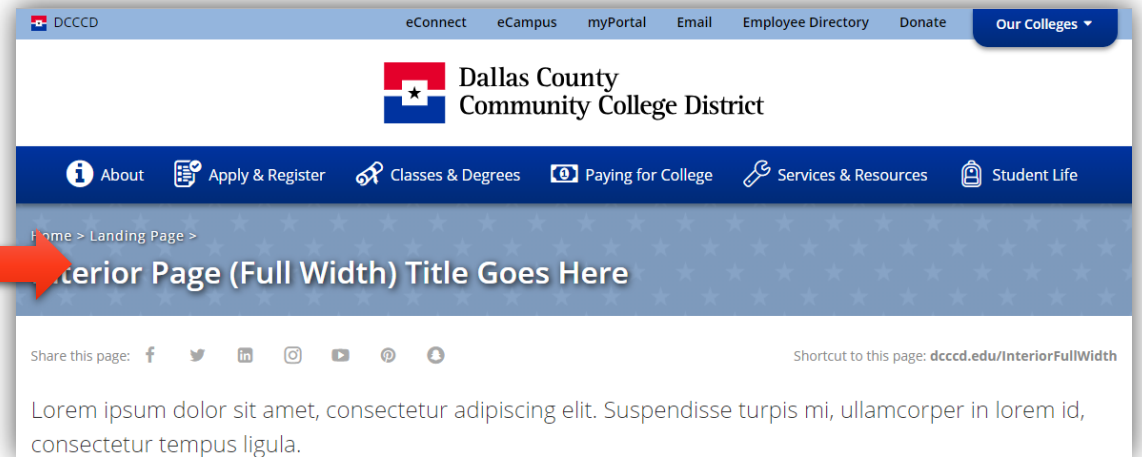 DCCCD eConnect eCampus myPortal Email Employee Directory Donate Our Colleges
Dallas County
Community College District
About Apply & Register Classes & Degrees Paying for College Services & Resources Student Life
Home > Landing Page >
terior Page (Full Width) Title Goes Here
Share this page: Shortcut to this page: dcccd.edu/InteriorFullWidth
Lorem ipsum dolor sit amet, consectetur adipiscing elit. Suspendisse turpis mi, ullamcorper in lorem id,
consectetur tempus ligula.